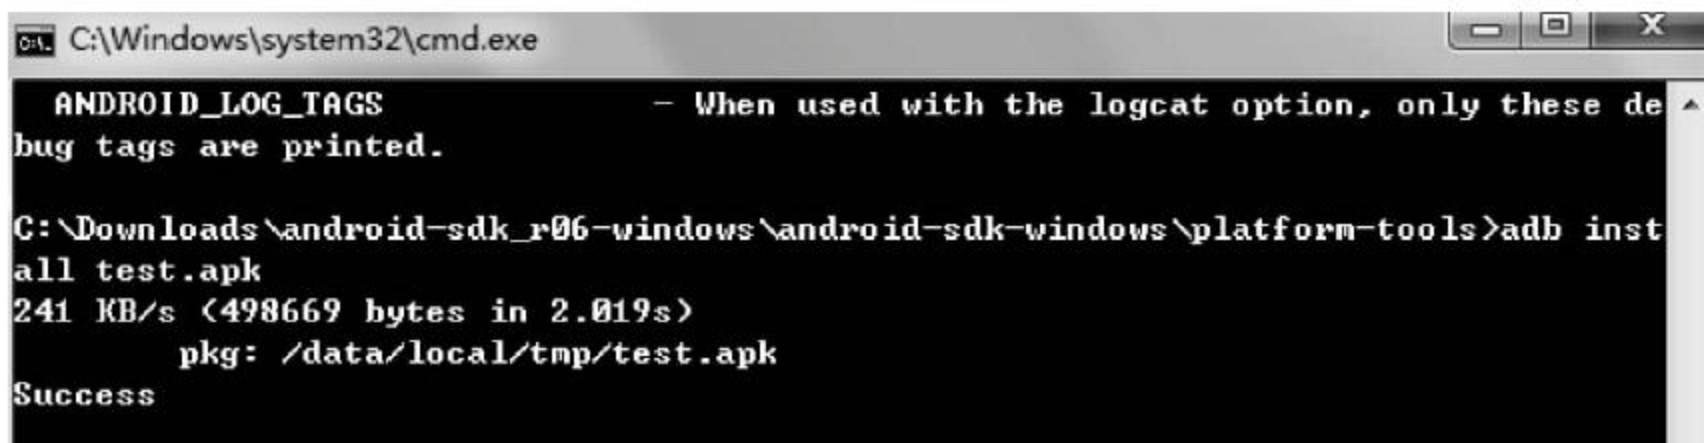 C:\Windows\system32\cmd.exe
ANDROID_LOG_TAGS - When used with the logcat option, only these de
bug tags are printed.
C:\Downloads\android-sdk_r06-windows\android-sdk-windows\platform-tools>adb inst
all test.apk
241 KB/s (498669 bytes in 2.019s)
pkg: /data/local/tmp/test.apk
Success